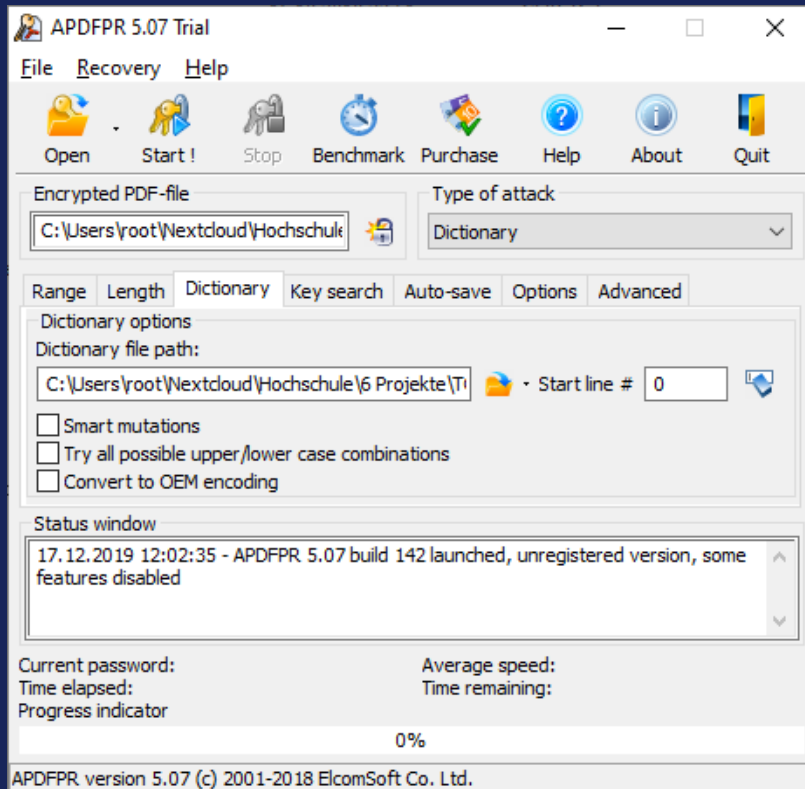 APDFPR 5.07 Trial
File Recovery Help
Open Start ! Stop Benchmark Purchase Help About Quit
Encrypted PDF-file Type of attack
C:\Users\root\Nextcloud\Hochschule Dictionary
Range Length Dictionary Key search Auto-save Options Advanced
Dictionary options
Dictionary file path:
C:\Users\root\Nextcloud\Hochschule\6 Projekte\T Start line # 0
Smart mutations
Try all possible upper/lower case combinations
Convert to OEM encoding
Status window
17.12.2019 12:02:35 - APDFPR 5.07 build 142 launched, unregistered version, some
features disabled
Current password: Average speed:
Time elapsed: Time remaining:
Progress indicator
0%
APDFPR version 5.07 (c) 2001-2018 ElcomSoft Co. Ltd.